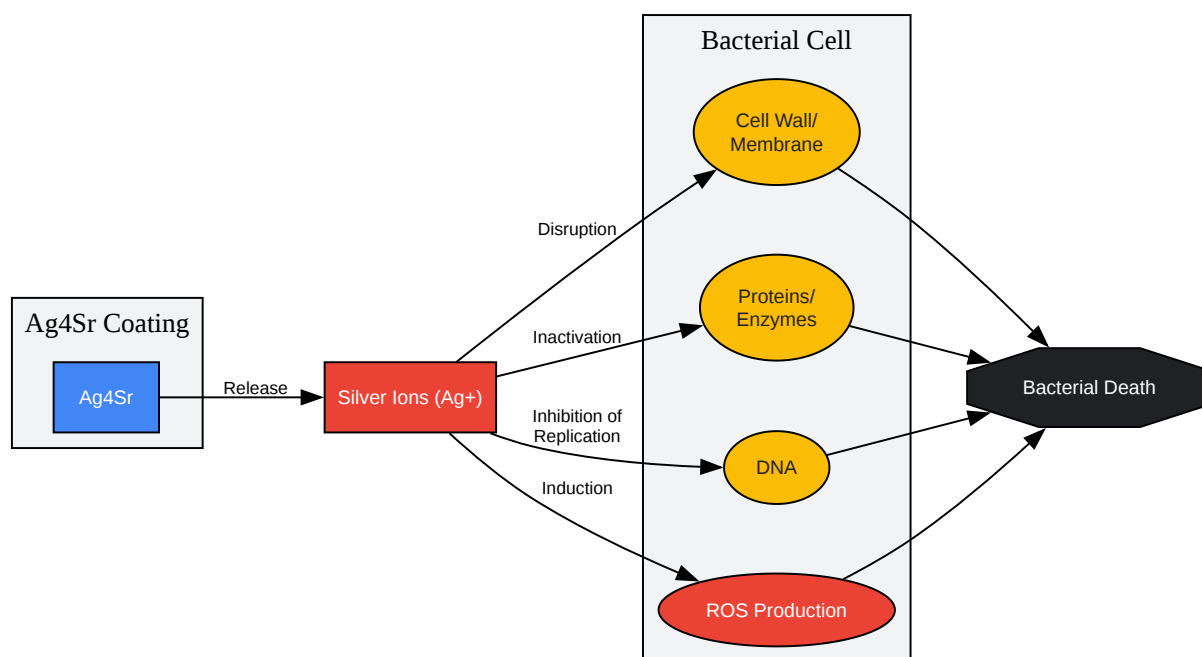 Ag4Sr Coating
Ag4Sr
Release
Silver Ions (Ag+)
Disruption
Inactivation
Inhibition of
Replication
Induction
Bacterial Cell
Cell Wall/
Membrane
Proteins/
Enzymes
DNA
ROS Production
Bacterial Death